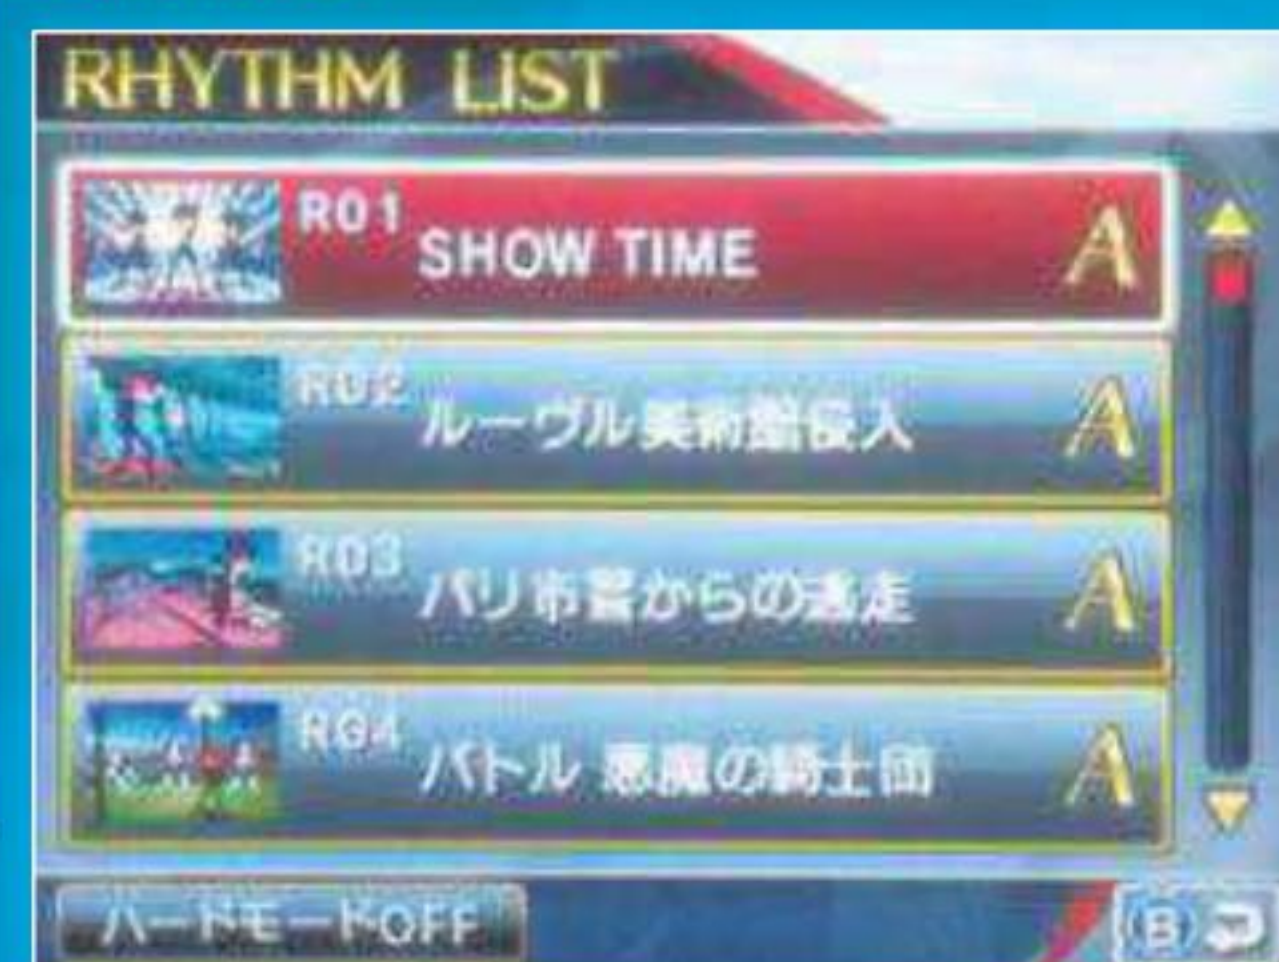 RHYTHM LIST
R01
SHOW TIME
A
R02
ルーヴル美術館侵入
A
R03
パリ市警からの逃走
A
R04
バトル 悪魔の騎士団
A
ハードモードOFF
B